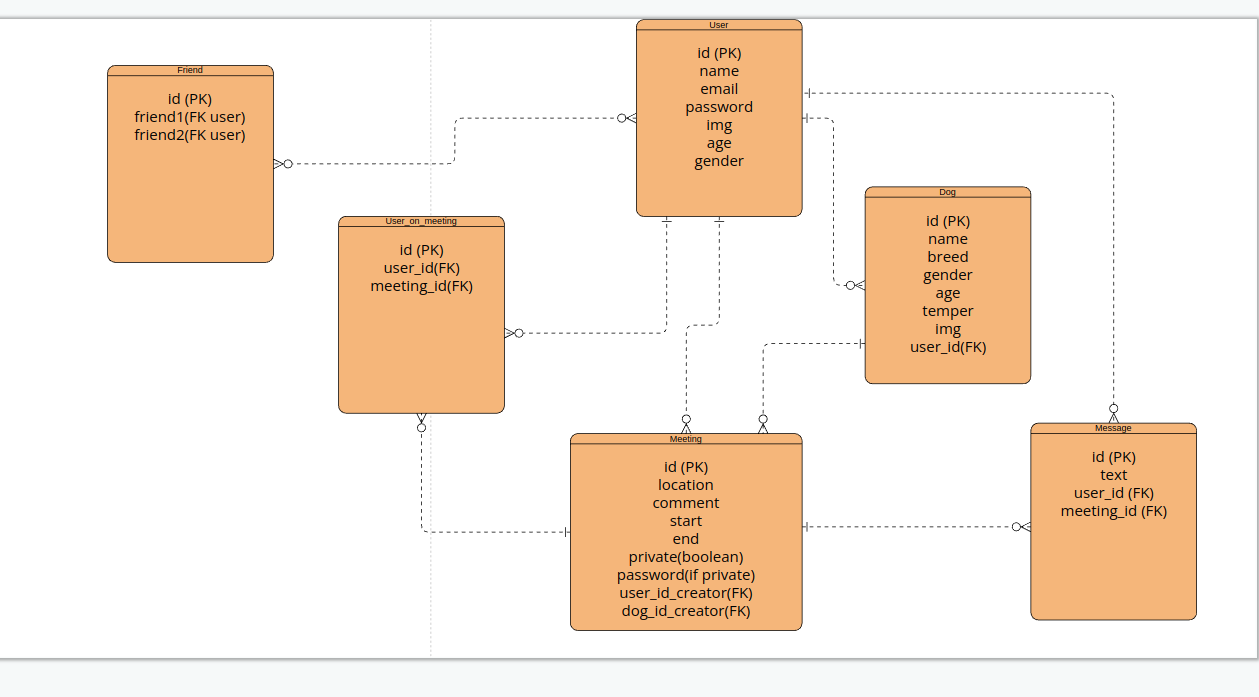 User
id (PK)
name
email
password
img
age
gender
Friend
id (PK)
friend1(FK user)
friend2(FK user)
User_on_meeting
id (PK)
user_id(FK)
meeting_id(FK)
Dog
id (PK)
name
breed
gender
age
temper
img
user_id(FK)
Meeting
id (PK)
location
comment
start
end
private(boolean)
password(if private)
user_id_creator(FK)
dog_id_creator(FK)
Message
id (PK)
text
user_id (FK)
meeting_id (FK)